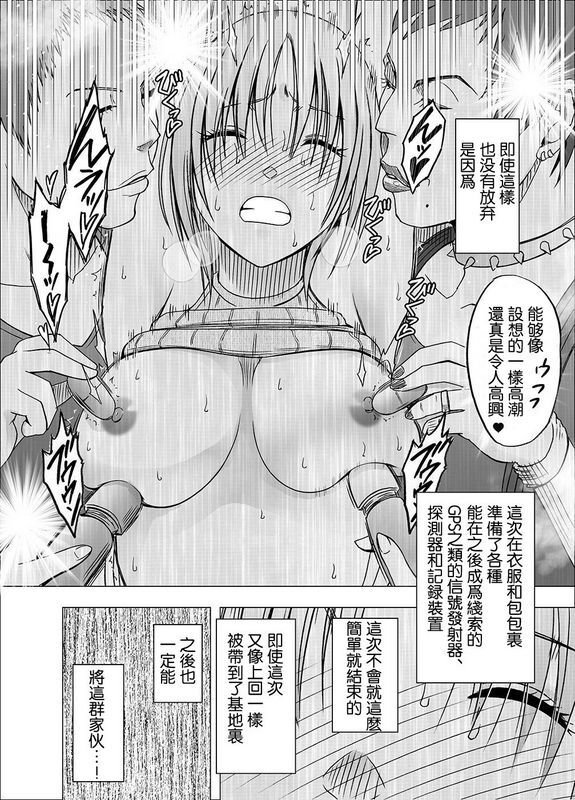 即使這樣
也没有放弃
是因爲
能够像
設想的一樣高潮
還真是令人高興♥
ウフフ
這次在衣服和包包裏
準備了各種
能在之後成爲綫索的
GPS之類的信號發射器、
探測器和記録裝置
這次不會就這麼
簡單就結束的
即使這次
又像上回一樣
被帶到了基地裏
之後也
一定能
將這群家伙…!